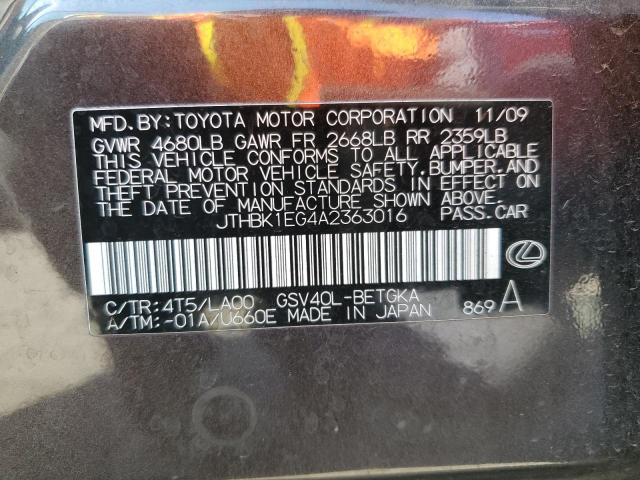 MFD.BY:TOYOTA MOTOR CORPORATION 11/09
GVWR 4680LB GAWR FR 2668LB RR 2359LB
THIS VEHICLE CONFORMS TO ALL APPLICABLE
FEDERAL MOTOR VEHICLE SAFETY,BUMPER,AND
THEFT PREVENTION STANDARDS IN EFFECT ON
THE DATE OF MANUFACTURE SHOWN ABOVE.
JTHBK1EG4A2363016 PASS.CAR
C/TR:4T5/LA00 GSV40L-BETGKA
A/TM:-01A/U660E MADE IN JAPAN 869 A